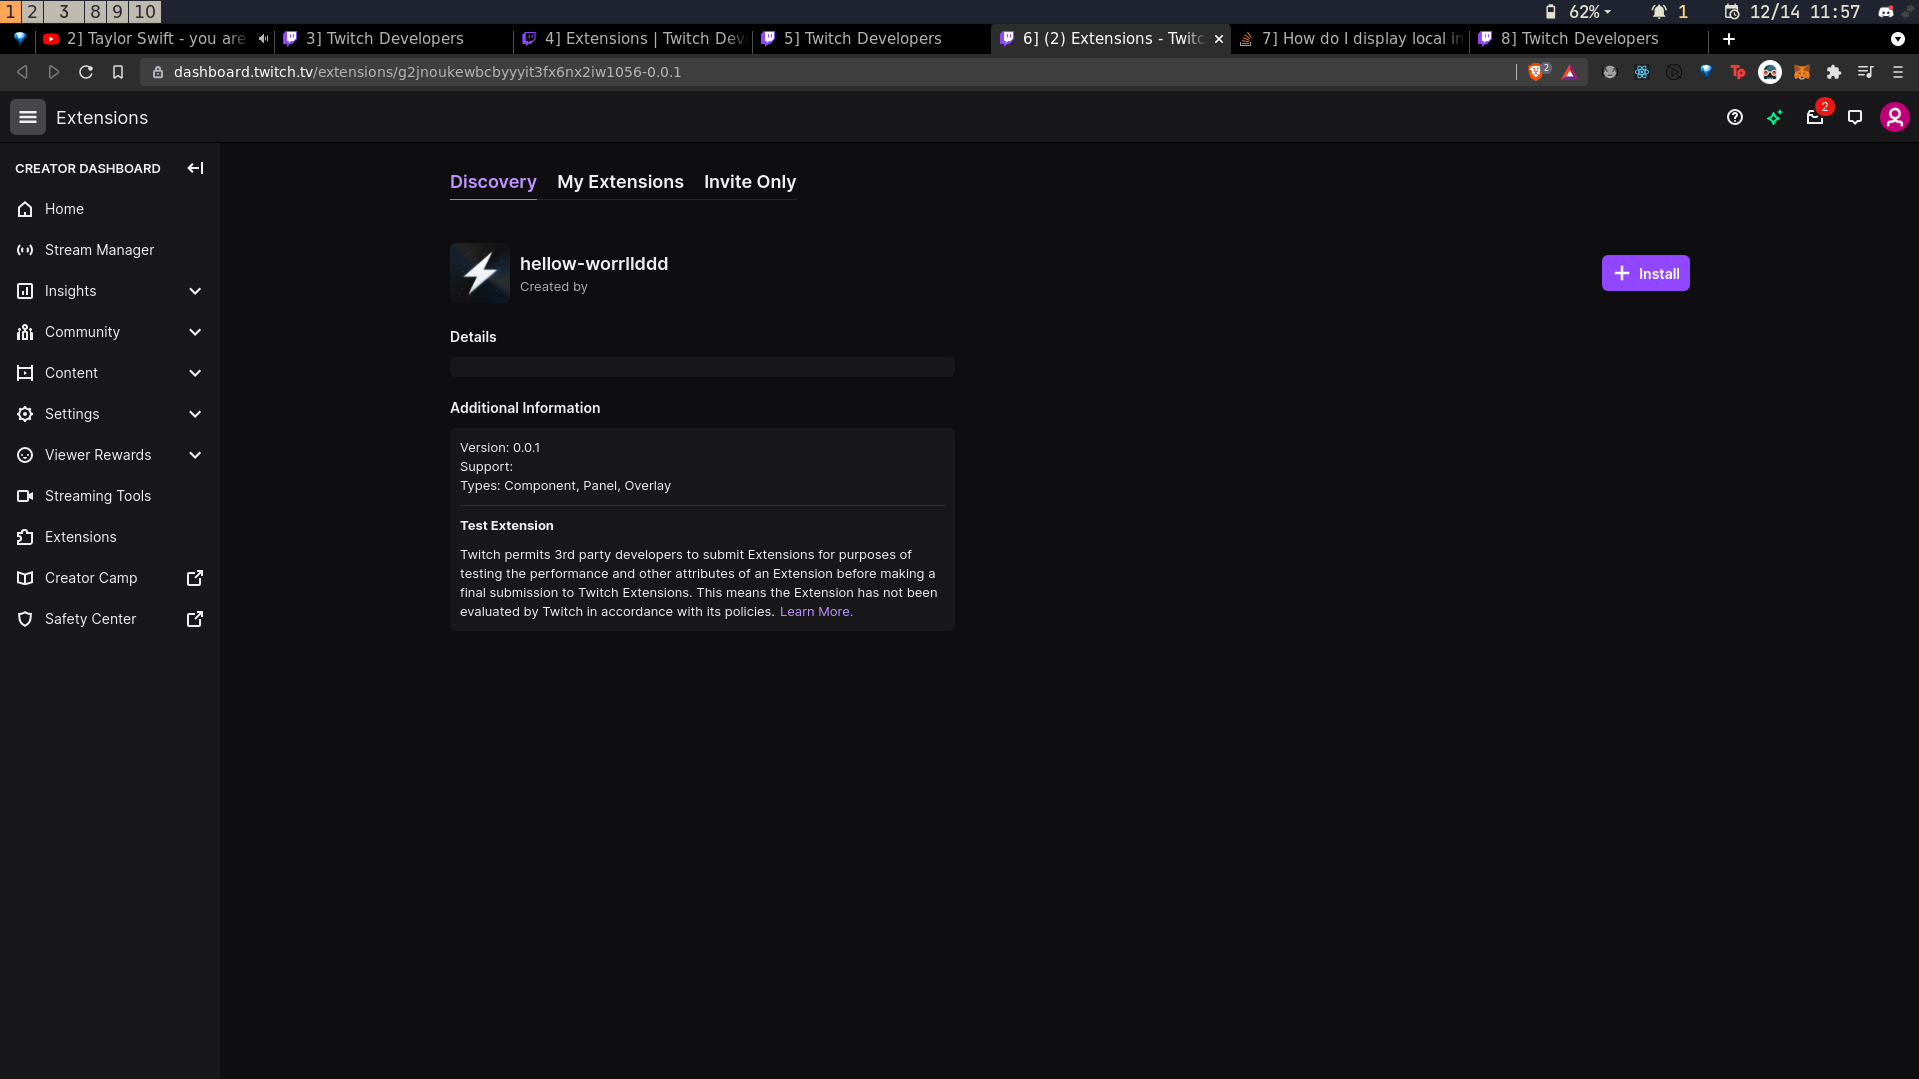 1 2 3 8 9 10 62% 1 12/14 11:57
2] Taylor Swift - you are 3] Twitch Developers 4] Extensions | Twitch Dev 5] Twitch Developers 6] (2) Extensions - Twitc 7] How do I display local in 8] Twitch Developers
dashboard.twitch.tv/extensions/g2jnoukewbcbyyyit3fx6nx2iw1056-0.0.1 2 Tp
Extensions 2
CREATOR DASHBOARD
Home
Stream Manager
Insights
Community
Content
Settings
Viewer Rewards
Streaming Tools
Extensions
Creator Camp
Safety Center
Discovery My Extensions Invite Only
hellow-worrllddd
Created by
Install
Details
Additional Information
Version: 0.0.1
Support:
Types: Component, Panel, Overlay
Test Extension
Twitch permits 3rd party developers to submit Extensions for purposes of
testing the performance and other attributes of an Extension before making a
final submission to Twitch Extensions. This means the Extension has not been
evaluated by Twitch in accordance with its policies. Learn More.